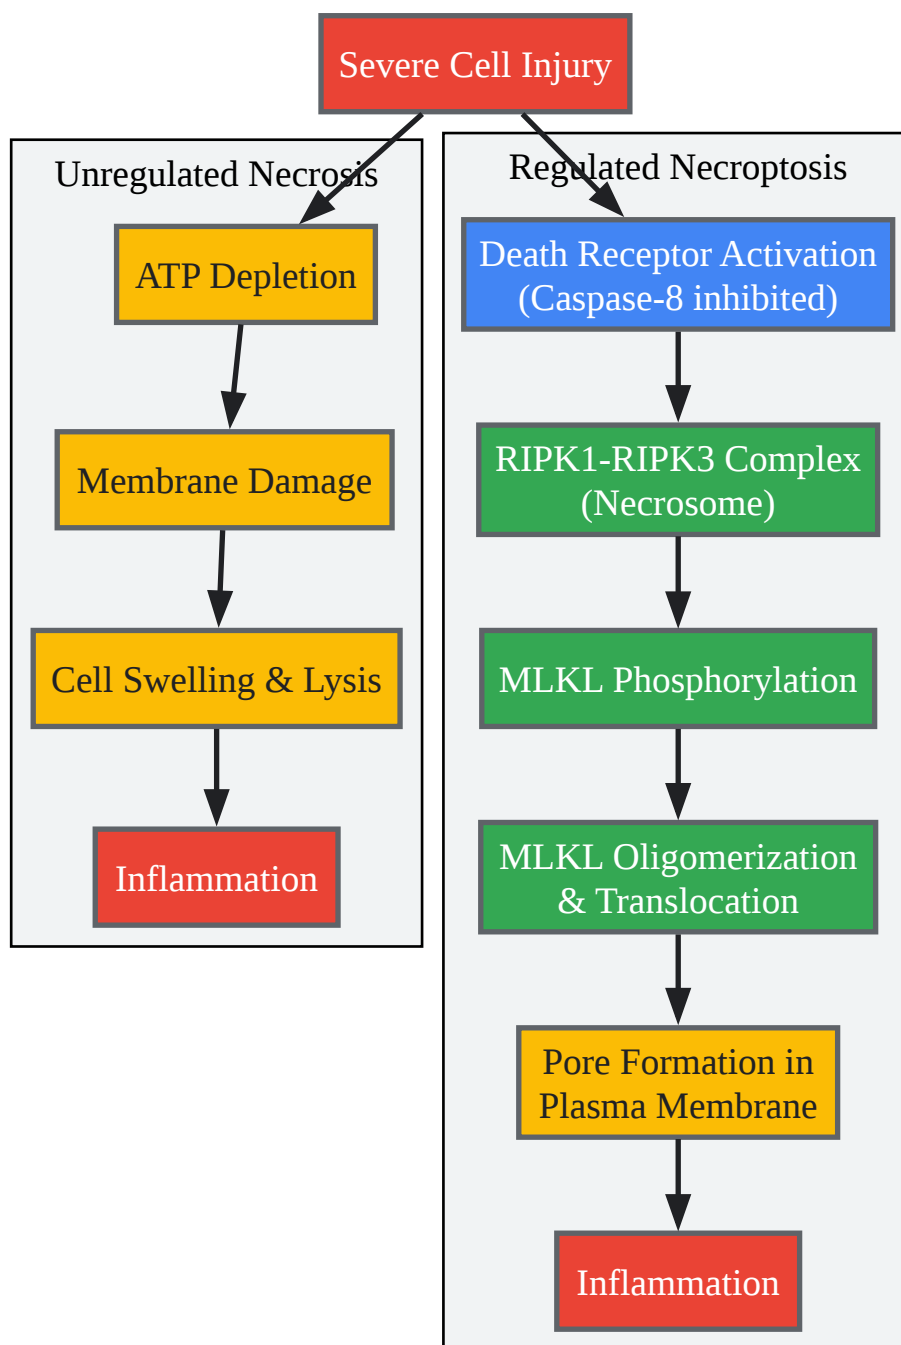 Severe Cell Injury
Unregulated Necrosis
ATP Depletion
Membrane Damage
Cell Swelling & Lysis
Inflammation
Regulated Necroptosis
Death Receptor Activation
(Caspase-8 inhibited)
RIPK1-RIPK3 Complex
(Necrosome)
MLKL Phosphorylation
MLKL Oligomerization
& Translocation
Pore Formation in
Plasma Membrane
Inflammation